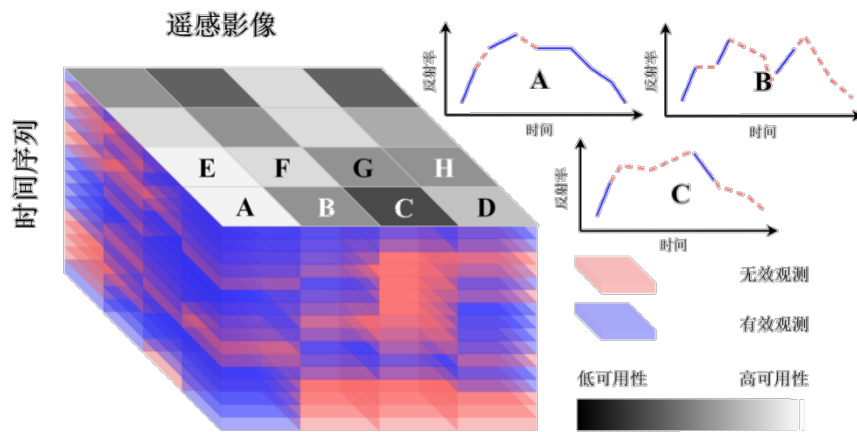 遥感影像
时间序列
E F G H
A B C D
反射率
A
时间
反射率
B
时间
反射率
C
时间
无效观测
有效观测
低可用性 高可用性